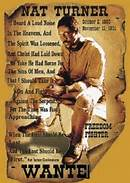 NAT TURNER
October 2, 1800
November 11, 1831
I Heard A Loud Noise
In The Heavens, And
The Spirit Was Loosened,
Christ Had Laid Down
Yoke He Had Borne For
The Sins Of Men, And
That I Should Take It
On And Fight
Against The Serpent,
For The Time Was Fast
Approaching
When The First Should Be
Last And The Last Should
Be First."
FREEDOM
FIGHTER
WANTED